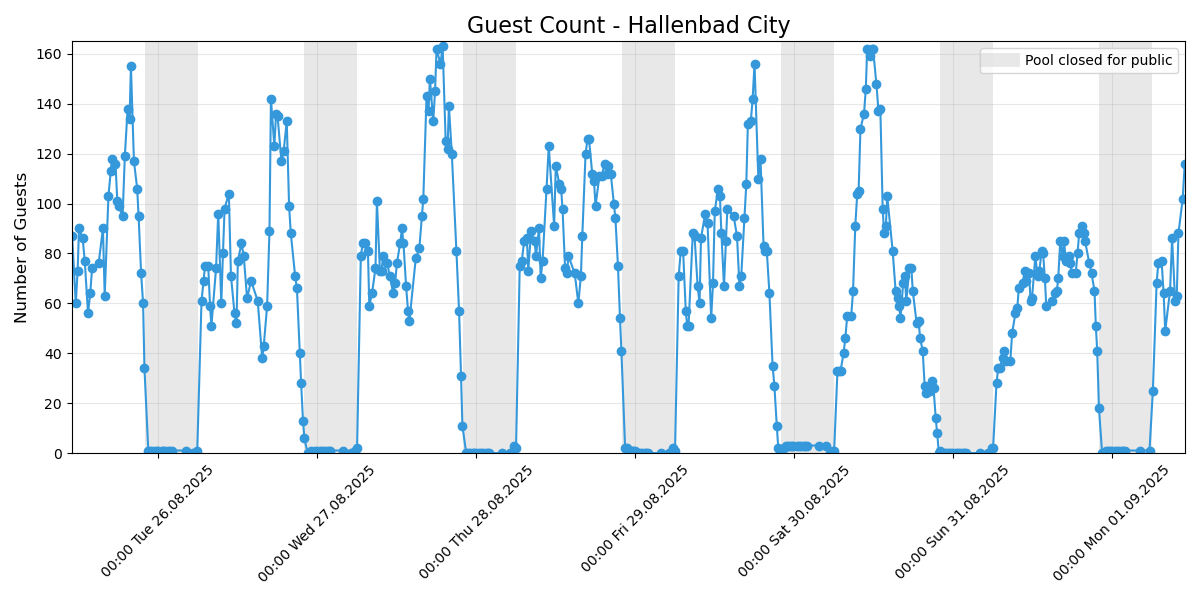 Guest Count - Hallenbad City
Pool closed for public
Number of Guests
160
140
120
100
80
60
40
20
0
00:00 Tue 26.08.2025
00:00 Wed 27.08.2025
00:00 Thu 28.08.2025
00:00 Fri 29.08.2025
00:00 Sat 30.08.2025
00:00 Sun 31.08.2025
00:00 Mon 01.09.2025